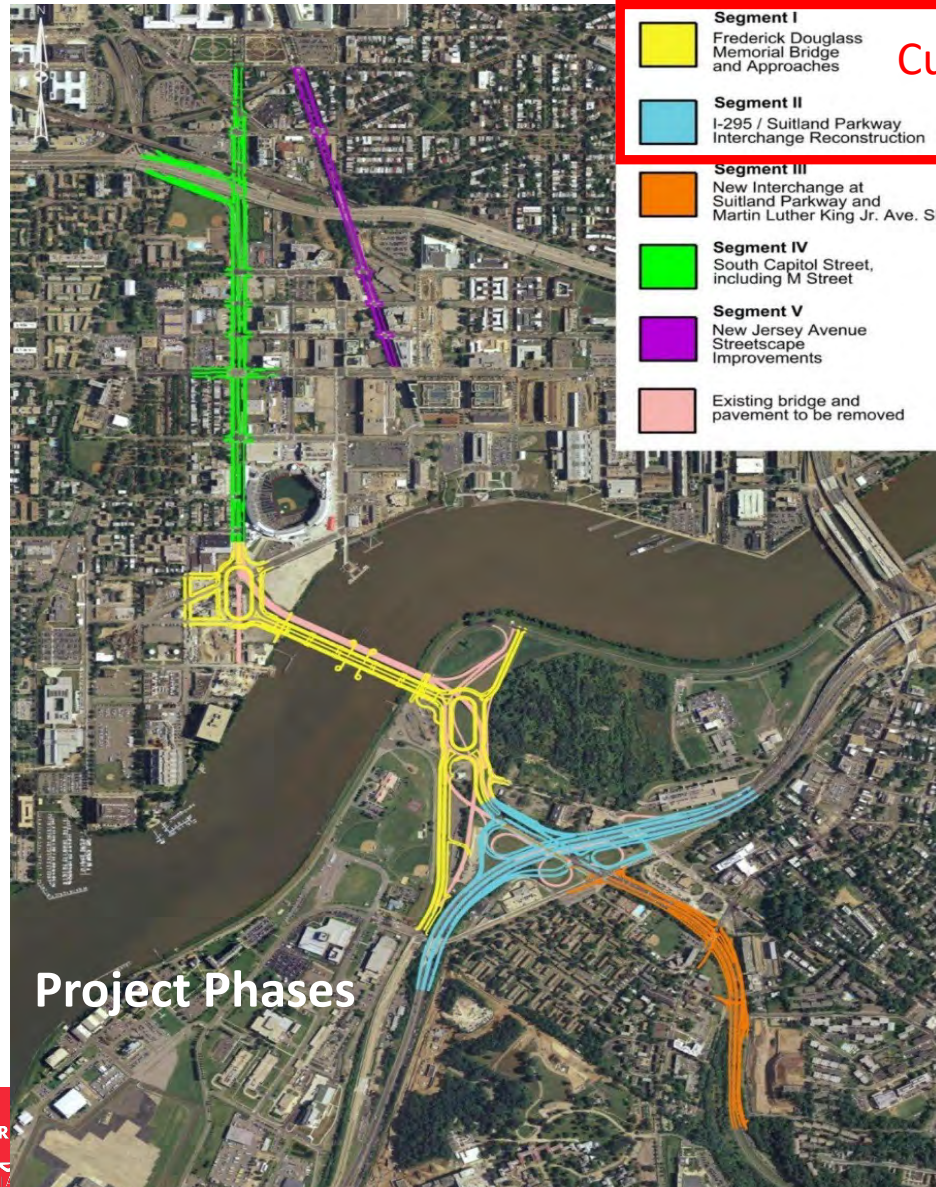 N
Segment I
Frederick Douglass
Memorial Bridge
and Approaches
Cu
Segment II
I-295 / Suitland Parkway
Interchange Reconstruction
Segment III
New Interchange at
Suitland Parkway and
Martin Luther King Jr. Ave. S
Segment IV
South Capitol Street,
including M Street
Segment V
New Jersey Avenue
Streetscape
Improvements
Existing bridge and
pavement to be removed
Project Phases
R